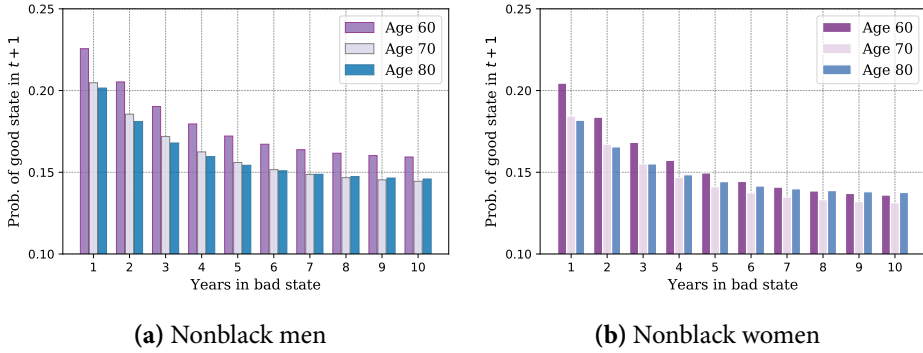 0.25
0.20
0.15
0.10
Prob. of good state in t + 1
Age 60
Age 70
Age 80
1 2 3 4 5 6 7 8 9 10
Years in bad state
(a) Nonblack men
0.25
0.20
0.15
0.10
Prob. of good state in t + 1
Age 60
Age 70
Age 80
1 2 3 4 5 6 7 8 9 10
Years in bad state
(b) Nonblack women